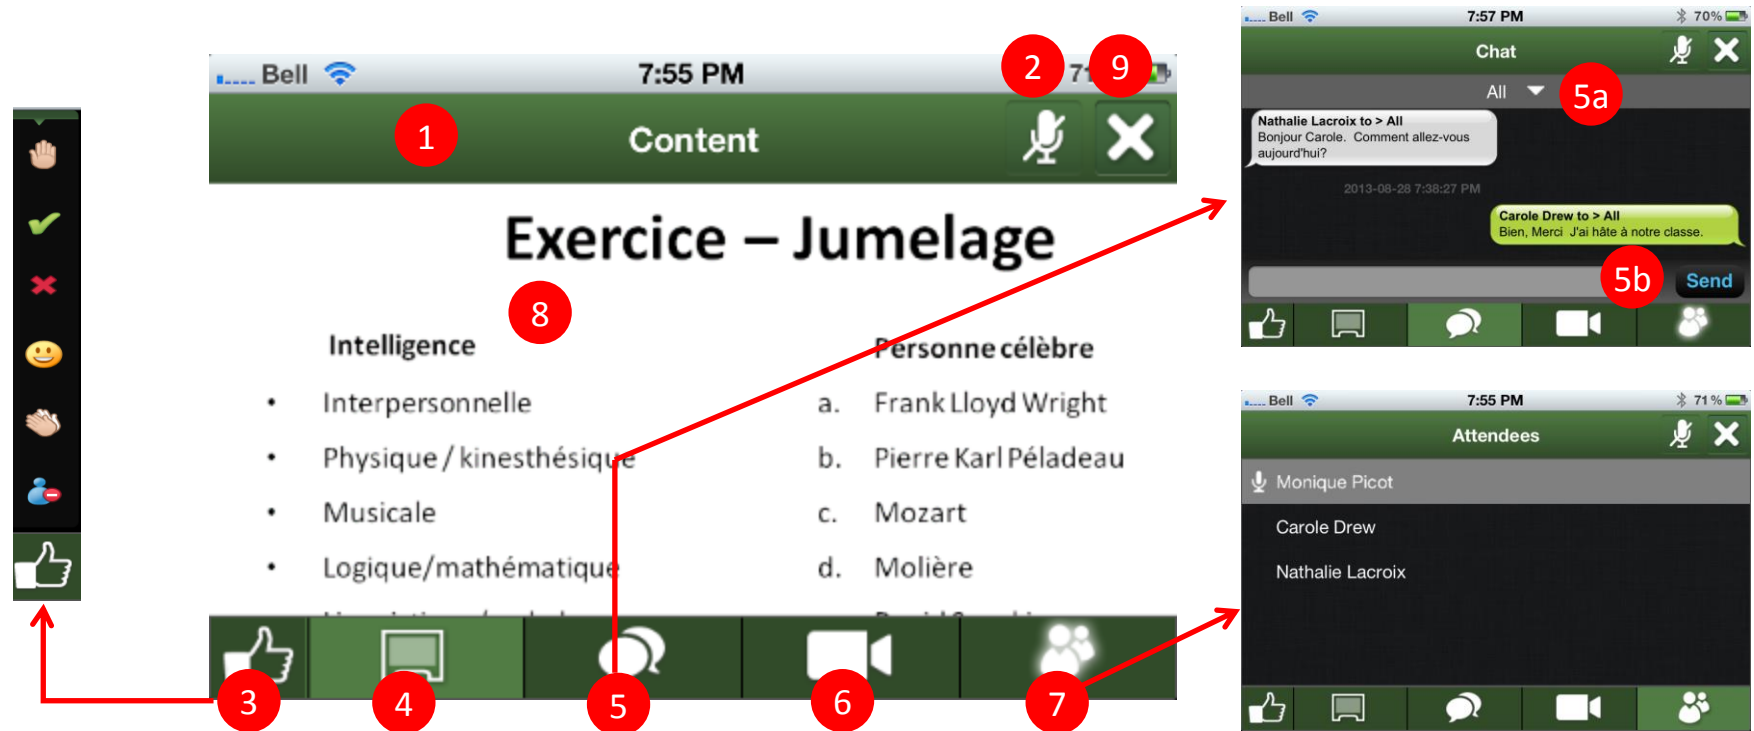 Bell 7:55 PM 71
2
9
1
Content
Exercice – Jumelage
8
Intelligence
Personne célèbre
• Interpersonnelle
a. Frank Lloyd Wright
• Physique / kinesthésique
b. Pierre Karl Péladeau
• Musicale
c. Mozart
• Logique/mathématique
d. Molière
3
4
5
6
7
Bell 7:57 PM 70%
Chat
All
5a
Nathalie Lacroix to > All
Bonjour Carole. Comment allez-vous
aujourd'hui?
2013-08-28 7:38:27 PM
Carole Drew to > All
Bien, Merci J'ai hâte à notre classe.
5b
Send
Bell 7:55 PM 71%
Attendees
Monique Picot
Carole Drew
Nathalie Lacroix